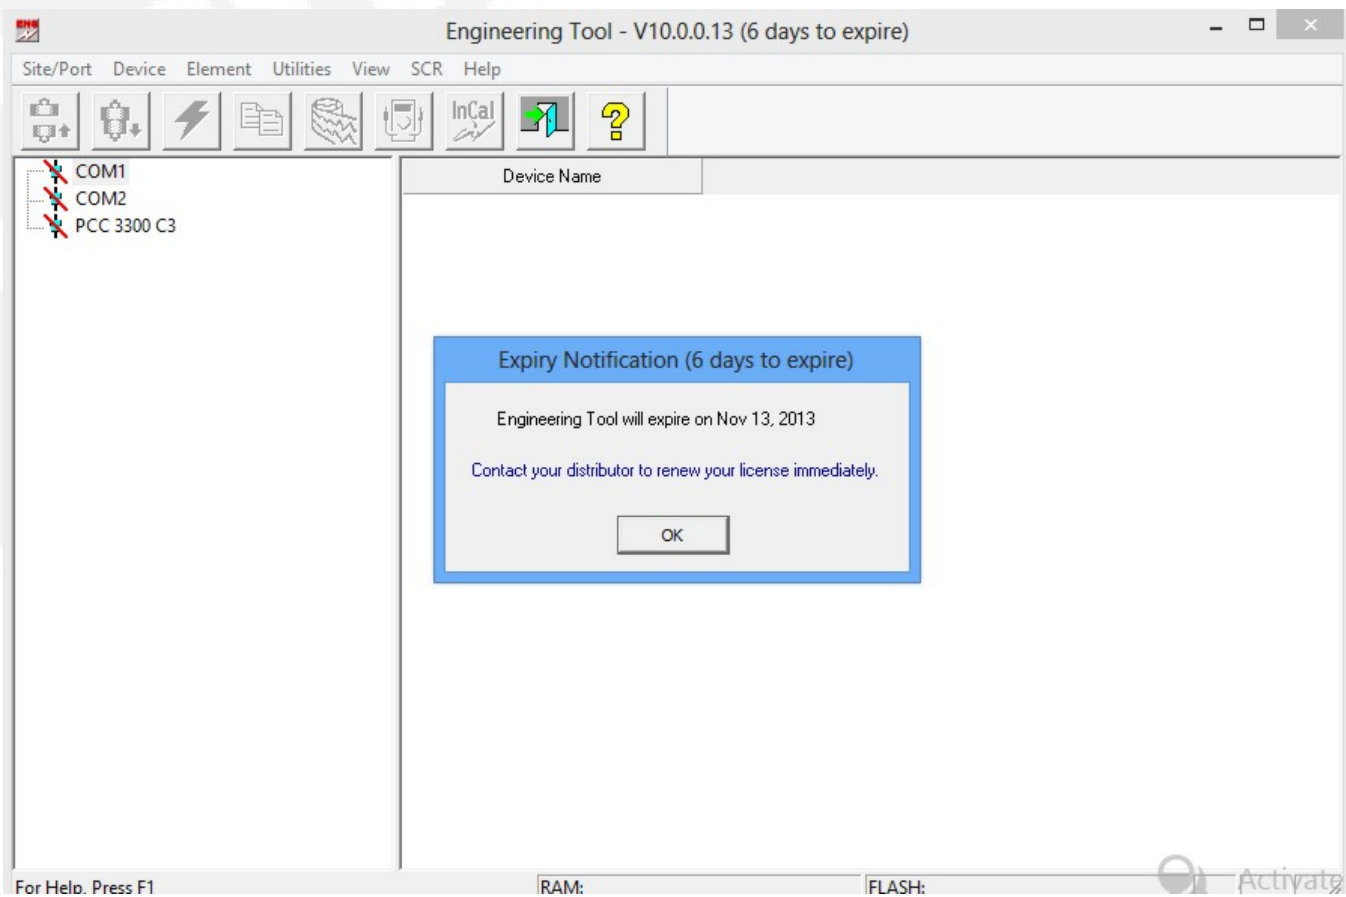 Engineering Tool - V10.0.0.13 (6 days to expire)
Site/Port Device Element Utilities View SCR Help
InCal
COM1
COM2
PCC 3300 C3
Device Name
Expiry Notification (6 days to expire)
Engineering Tool will expire on Nov 13, 2013
Contact your distributor to renew your license immediately.
OK
For Help, Press F1 RAM: FLASH:
Activate